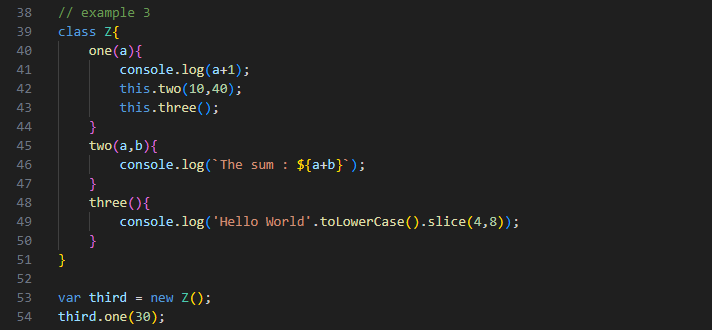 38 // example 3
39 class Z{
40     one(a){
41         console.log(a+1);
42         this.two(10,40);
43         this.three();
44     }
45     two(a,b){
46         console.log(`The sum : ${a+b}`);
47     }
48     three(){
49         console.log('Hello World'.toLowerCase().slice(4,8));
50     }
51 }
52
53 var third = new Z();
54 third.one(30);